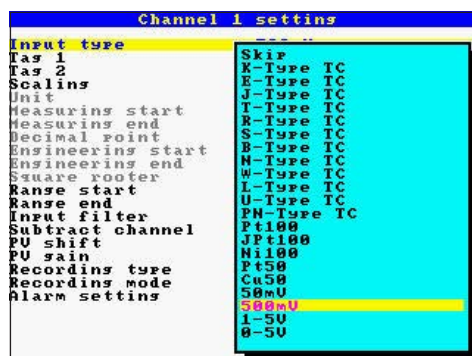 Channel 1 setting
Input type
Tag 1
Tag 2
Scaling
Unit
Measuring start
Measuring end
Decimal point
Engineering start
Engineering end
Square rooter
Range start
Range end
Input filter
Subtract channel
PV shift
PV gain
Recording type
Recording mode
Alarm setting
Skip
K-Type TC
E-Type TC
J-Type TC
T-Type TC
R-Type TC
S-Type TC
B-Type TC
N-Type TC
W-Type TC
L-Type TC
U-Type TC
PN-Type TC
Pt100
JPt100
Ni100
Pt50
Cu50
50mV
500mV
1-5V
0-5V